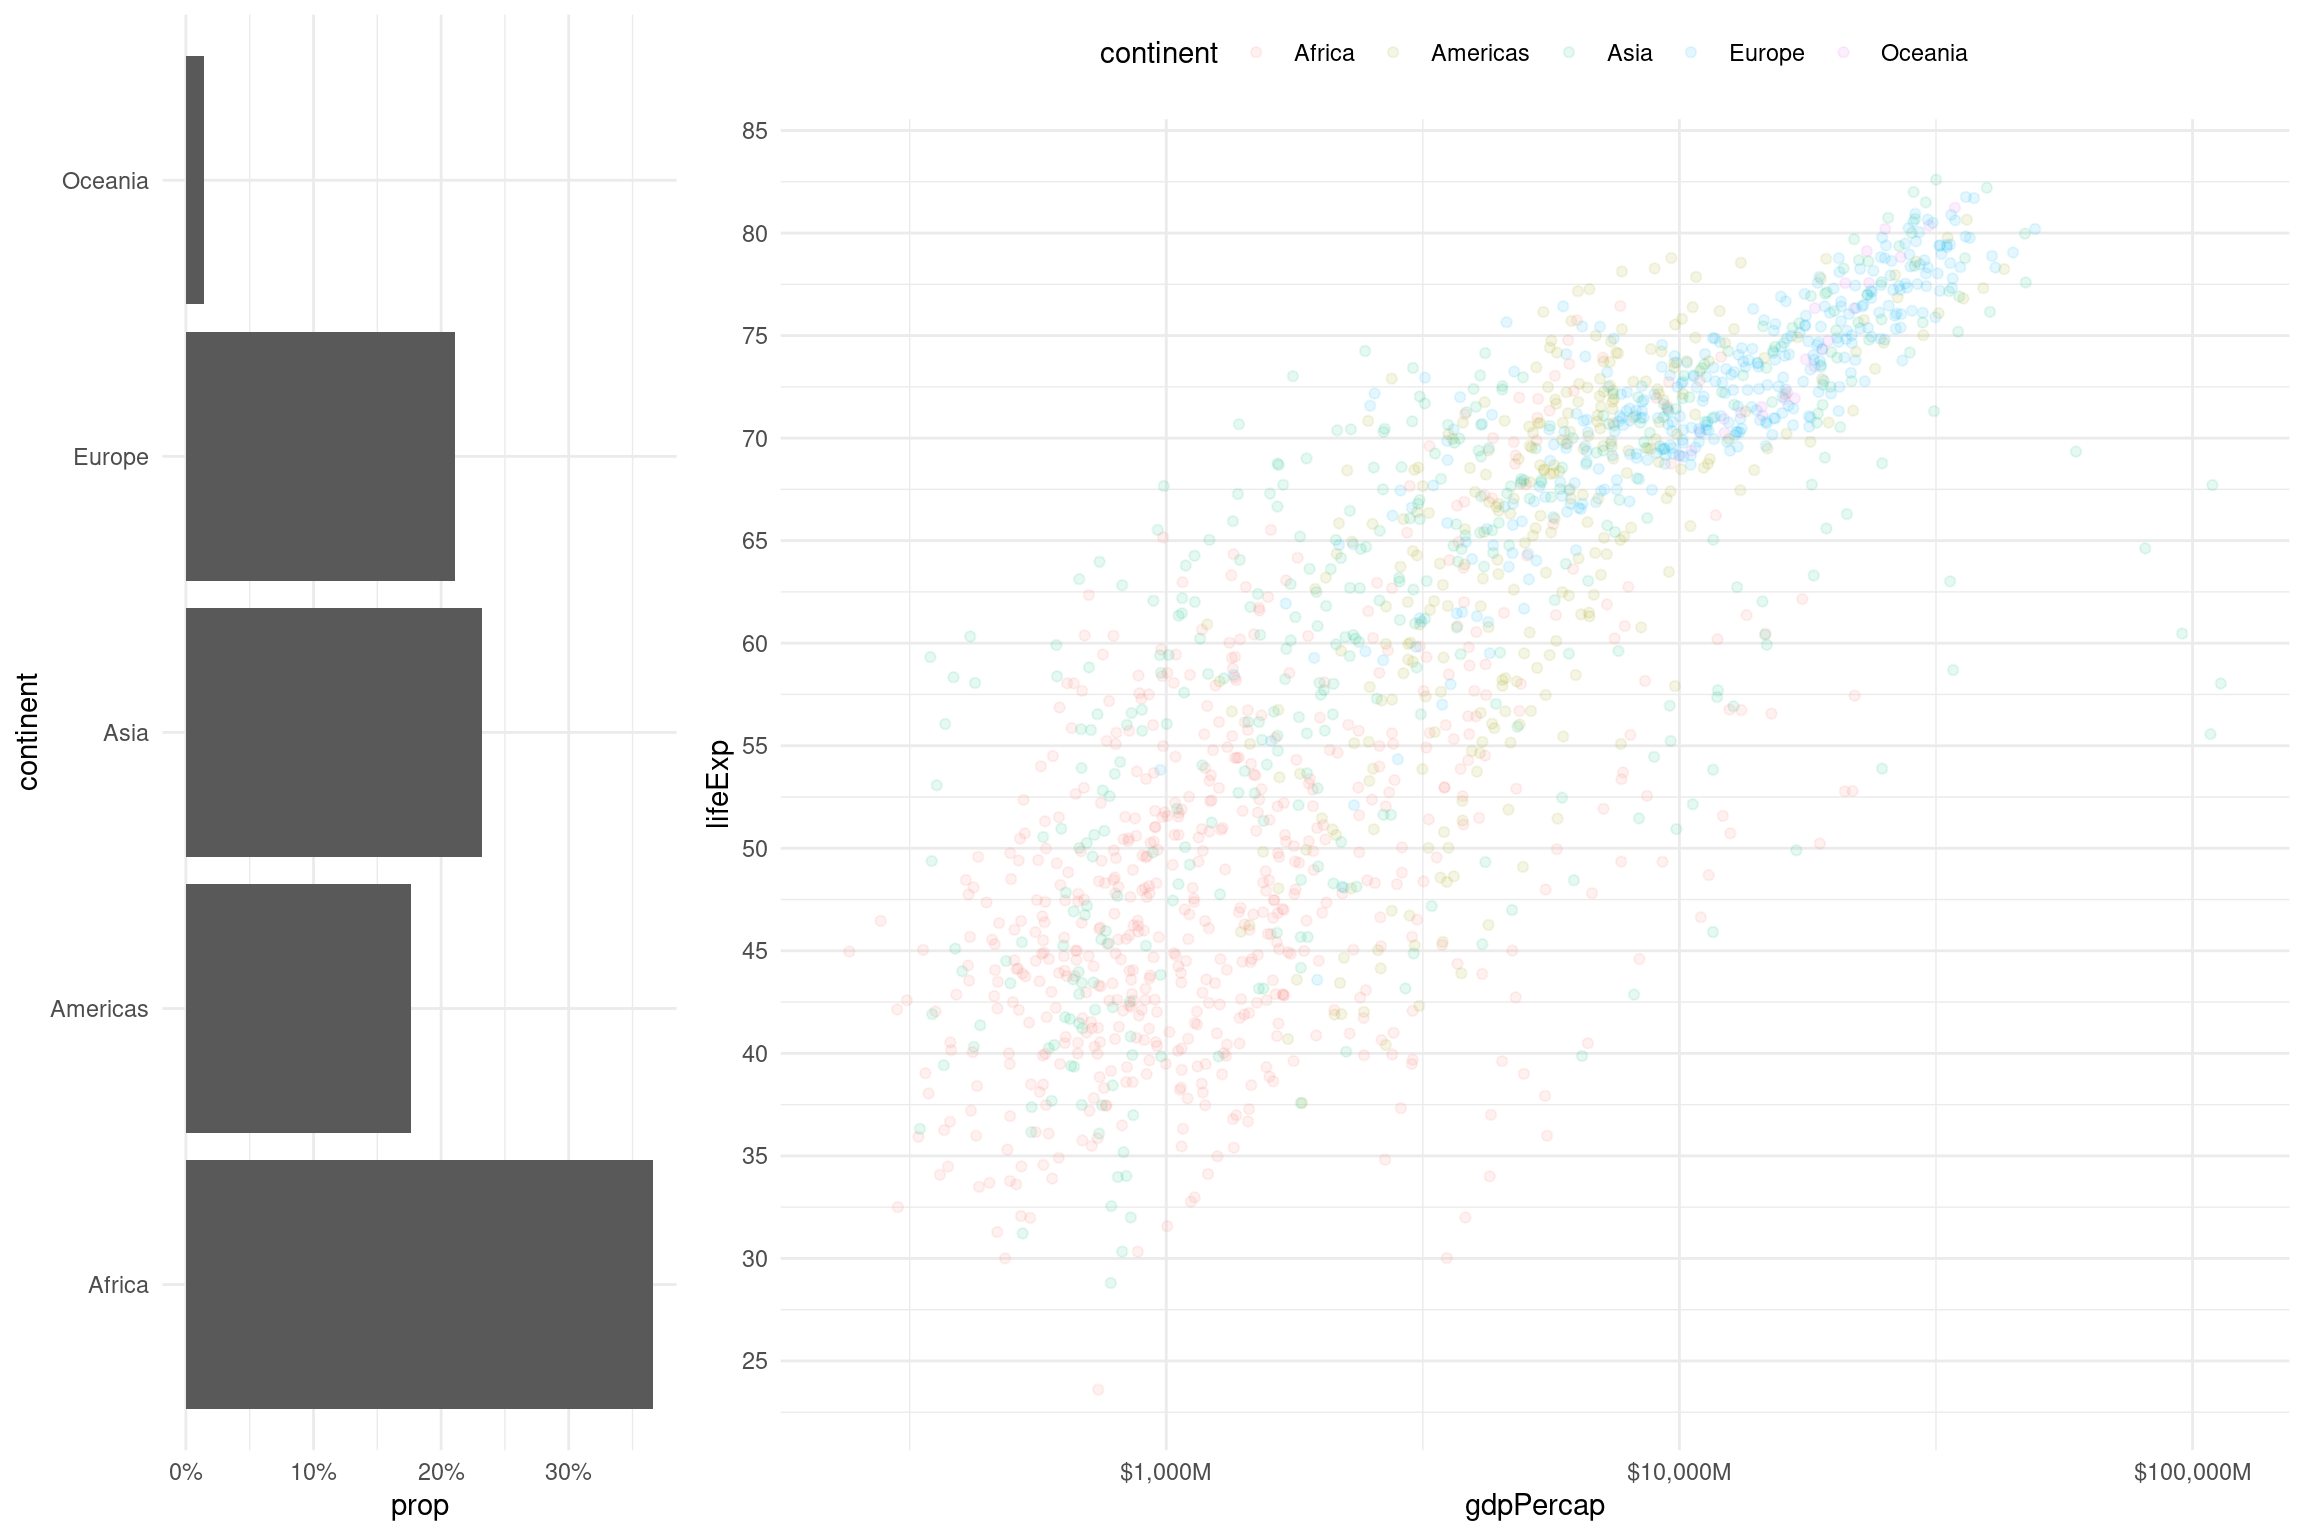 continent
Oceania
Europe
Asia
Americas
Africa
0% 10% 20% 30%
prop
continent Africa Americas Asia Europe Oceania
lifeExp
85
80
75
70
65
60
55
50
45
40
35
30
25
$1,000M $10,000M $100,000M
gdpPercap